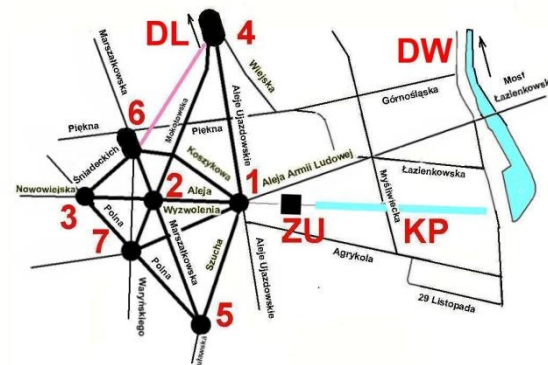 DL
4
DW
Marszałkowska
Wiejska
Most
Łazienkowski
Górnośląska
6
Piękna
Mokotowska
Piękna
Aleje Ujazdowskie
Koszykowa
Śniadeckich
Aleja Armii Ludowej
Łazienkowska
Myśliwiecka
Nowowiejska
3
2
Aleja
Wyzwolenia
1
ZU
KP
Polna
7
Marszałkowska
Szucha
Aleje Ujazdowskie
Agrykola
Polna
Waryńskiego
29 Listopada
5